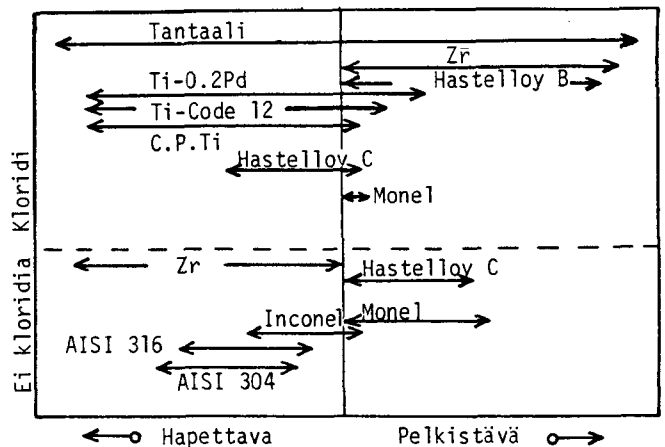 Tantaali
Zr
Ti-0.2Pd
Hastelloy B
Ti-Code 12
C.P.Ti
Hastelloy C
Monel
Kloridi
Zr
Hastelloy C
Inconel
Monel
AISI 316
AISI 304
Ei kloridia
Hapettava
Pelkistävä